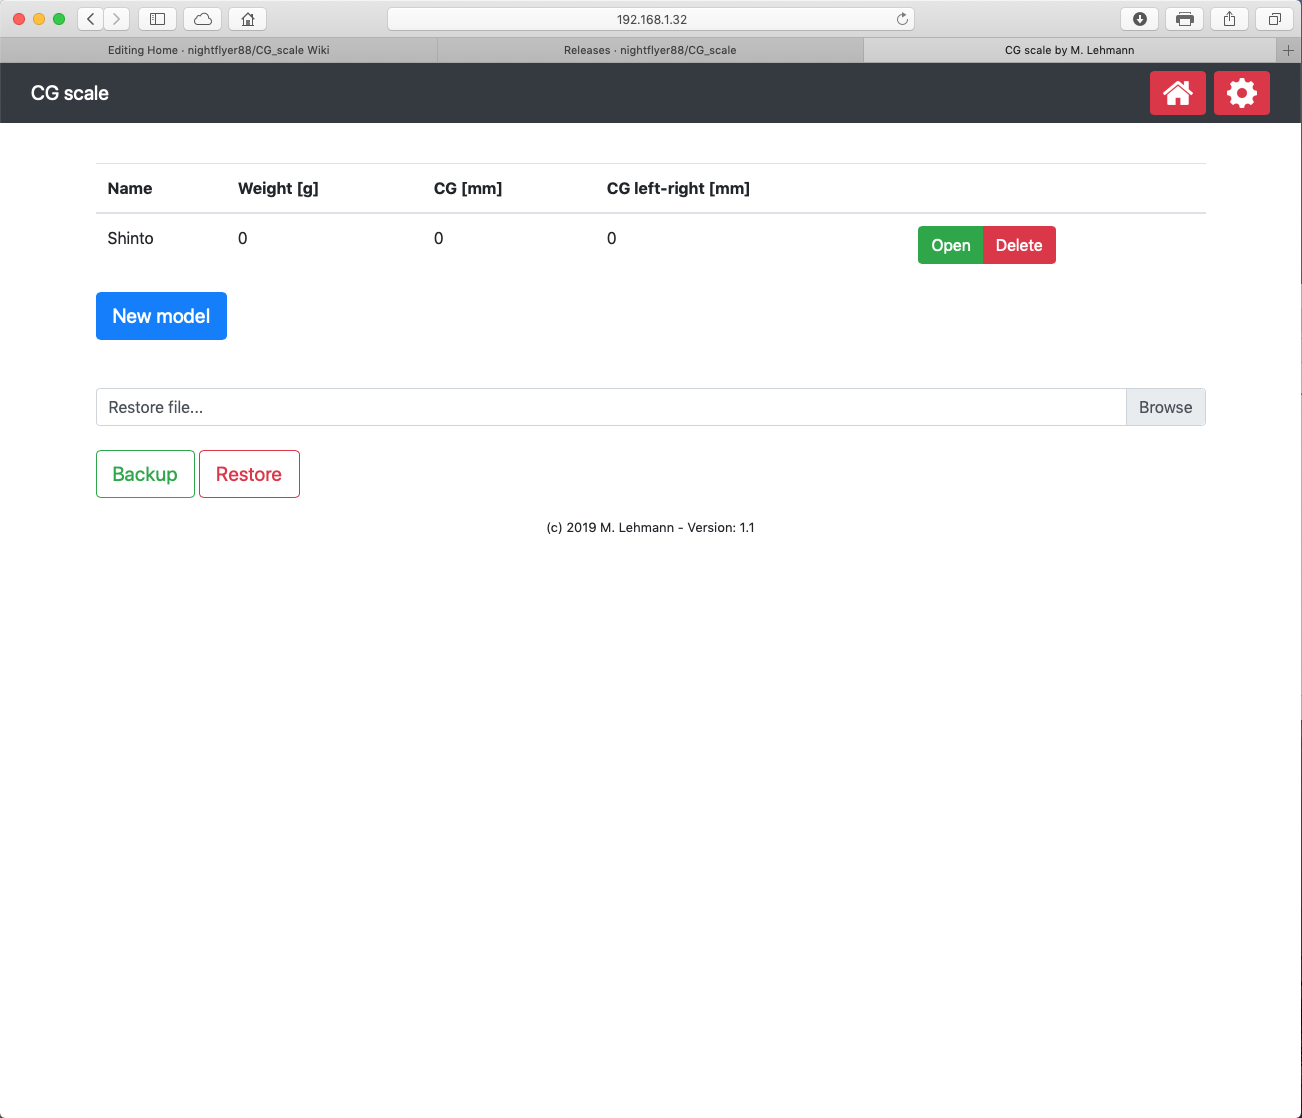 192.168.1.32
Editing Home · nightflyer88/CG_scale Wiki
Releases · nightflyer88/CG_scale
CG scale by M. Lehmann
CG scale
Name Weight [g] CG [mm] CG left-right [mm]
Shinto 0 0 0 Open Delete
New model
Restore file... Browse
Backup Restore
(c) 2019 M. Lehmann - Version: 1.1